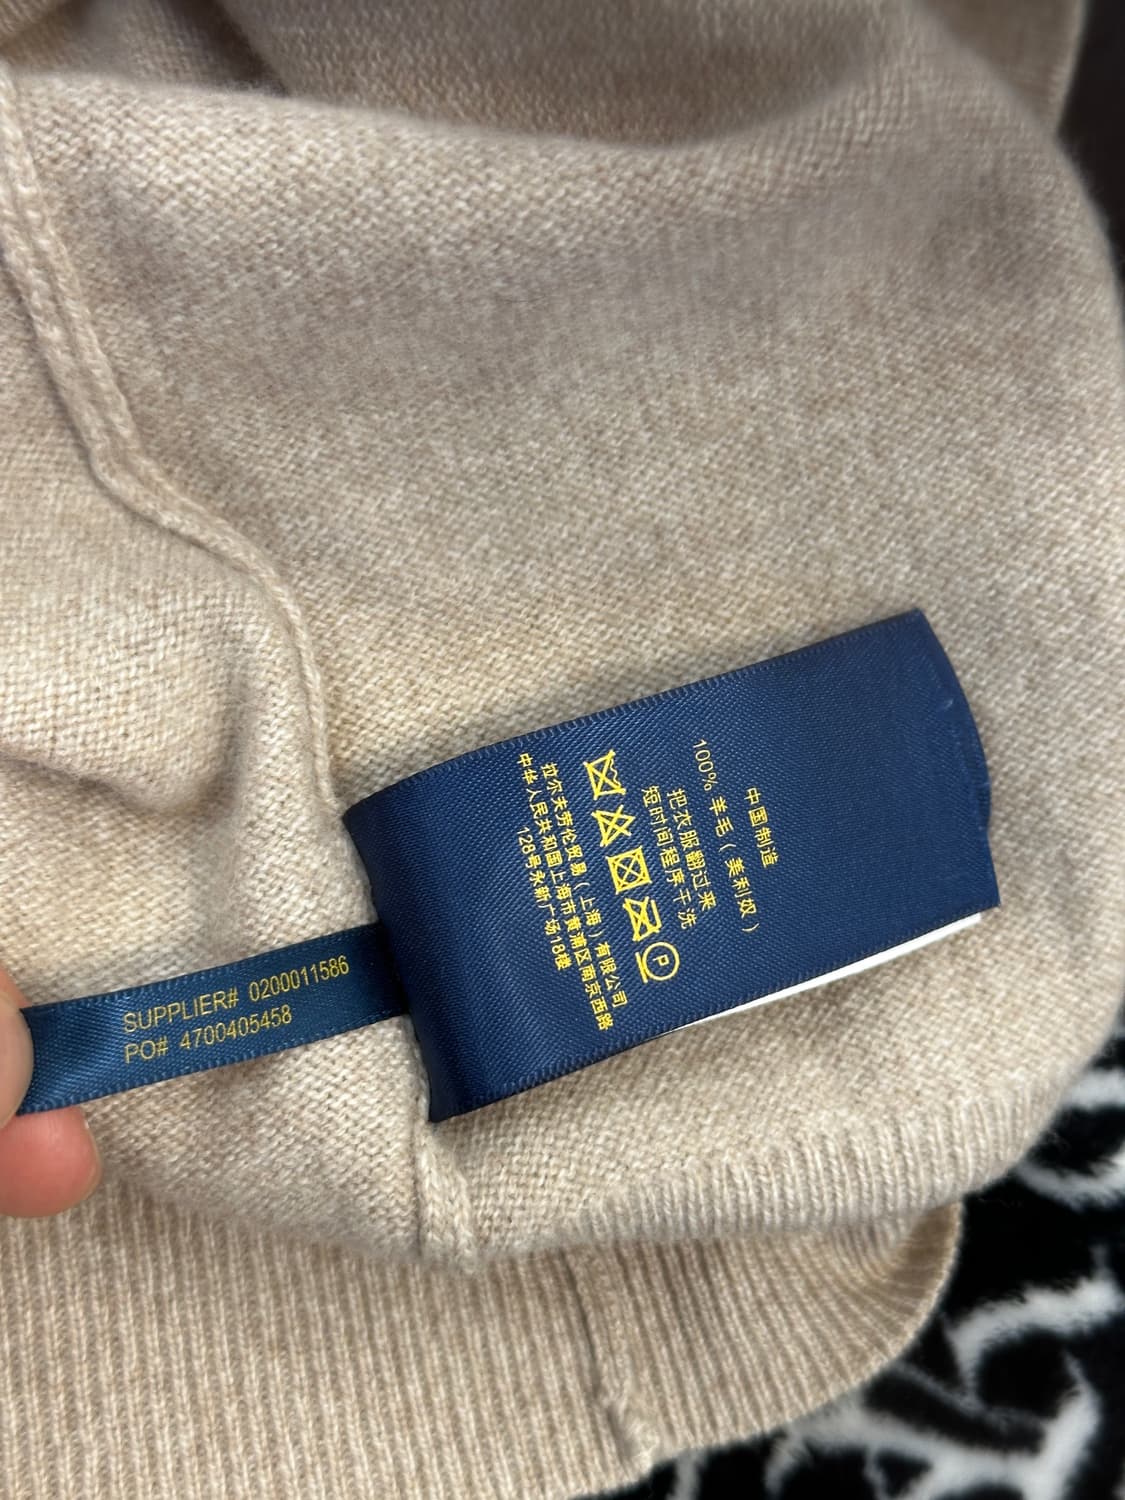 中国制造
100% 羊毛（美利奴）
把衣服翻过来
短时间程序干洗
P
拉尔夫劳伦贸易（上海）有限公司
中华人民共和国上海市黄浦区南京西路
128号永新广场18楼
SUPPLIER# 0200011586
PO# 4700405458